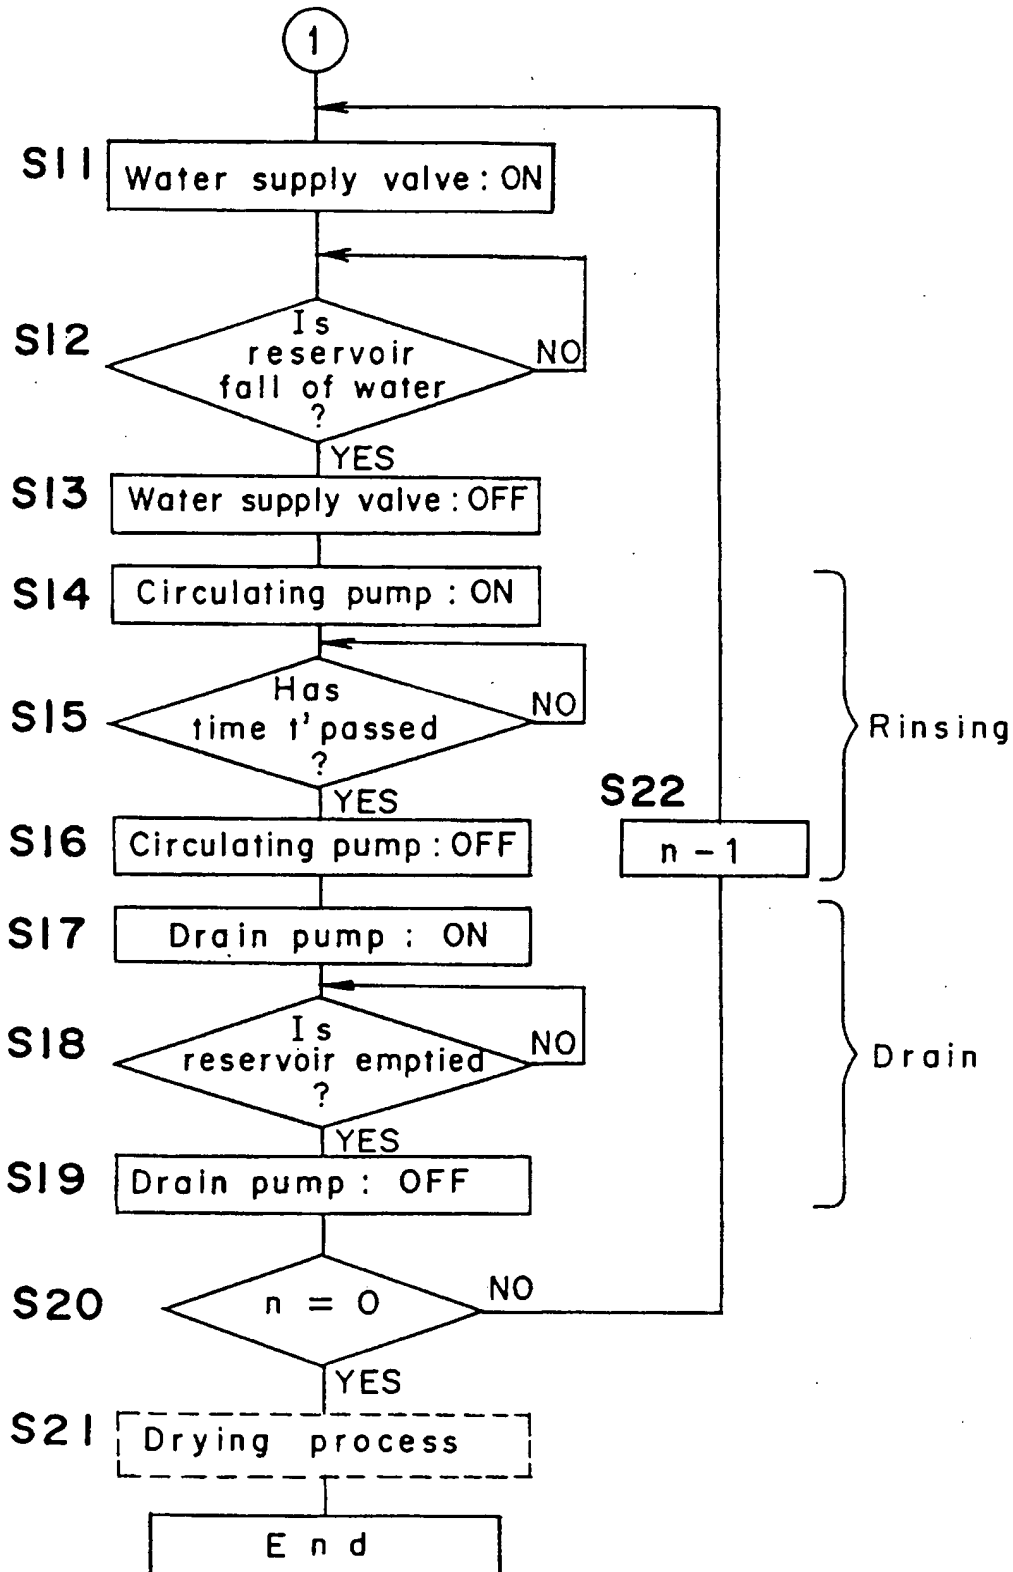 1
S11
Water supply valve : ON
S12
Is
reservoir
fall of water
?
NO
YES
S13
Water supply valve : OFF
S14
Circulating pump : ON
S15
Has
time t' passed
?
NO
YES
S16
Circulating pump : OFF
Rinsing
S22
n - 1
S17
Drain pump : ON
S18
Is
reservoir emptied
?
NO
YES
S19
Drain pump : OFF
Drain
S20
n = 0
NO
YES
S21
Drying process
End